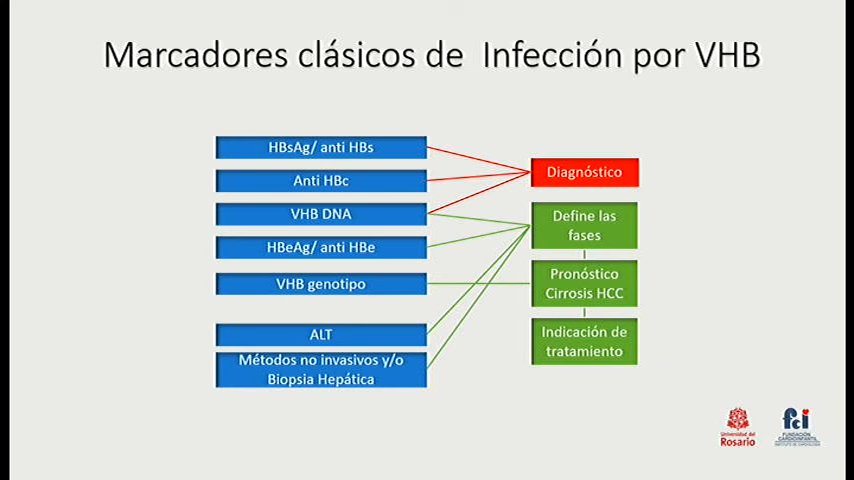 Marcadores clásicos de Infección por VHB
HBsAg/ anti HBs
Anti HBc
VHB DNA
HBeAg/ anti HBe
VHB genotipo
ALT
Métodos no invasivos y/o
Biopsia Hepática
Diagnóstico
Define las
fases
Pronóstico
Cirrosis HCC
Indicación de
tratamiento
Universidad del
Rosario
fci
FUNDACIÓN
CARDIOINFANTIL